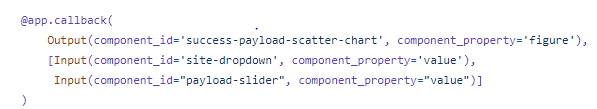 @app.callback(
    Output(component_id='success-payload-scatter-chart', component_property='figure'),
    [Input(component_id='site-dropdown', component_property='value'),
     Input(component_id="payload-slider", component_property="value")]
)